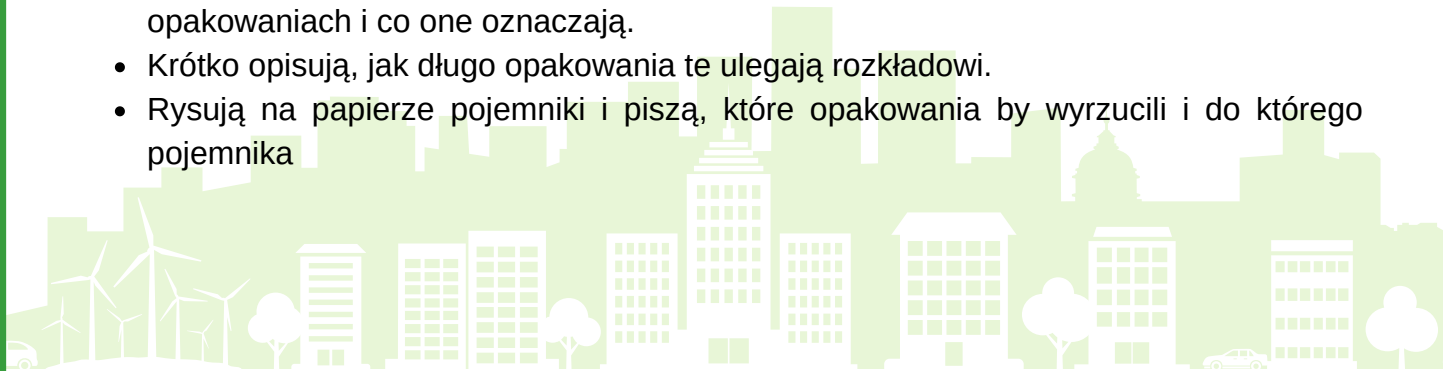 opakowaniach i co one oznaczają.
• Krótko opisują, jak długo opakowania te ulegają rozkładowi.
• Rysują na papierze pojemniki i piszą, które opakowania by wyrzucili i do którego
pojemnika